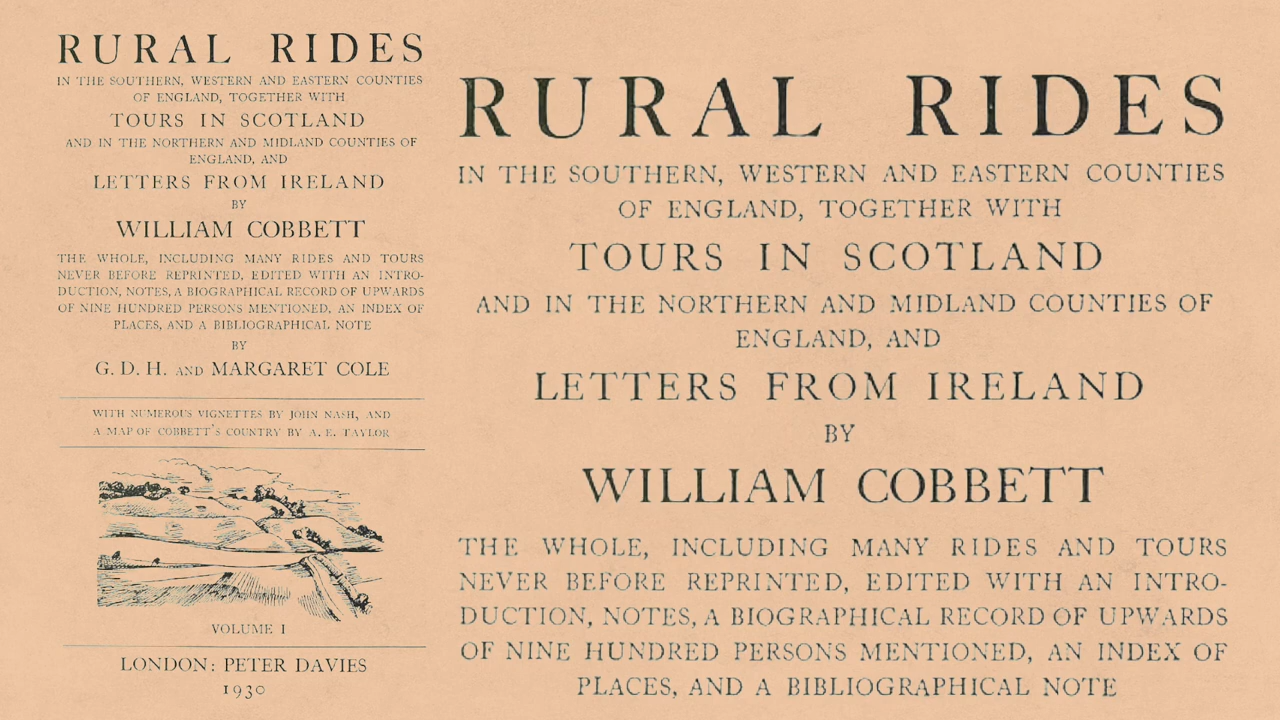 RURAL RIDES
IN THE SOUTHERN, WESTERN AND EASTERN COUNTIES
OF ENGLAND, TOGETHER WITH
TOURS IN SCOTLAND
AND IN THE NORTHERN AND MIDLAND COUNTIES OF
ENGLAND, AND
LETTERS FROM IRELAND
BY
WILLIAM COBBETT
THE WHOLE, INCLUDING MANY RIDES AND TOURS
NEVER BEFORE REPRINTED, EDITED WITH AN INTRO-
DUCTION, NOTES, A BIOGRAPHICAL RECORD OF UPWARDS
OF NINE HUNDRED PERSONS MENTIONED, AN INDEX OF
PLACES, AND A BIBLIOGRAPHICAL NOTE
BY
G. D. H. AND MARGARET COLE
WITH NUMEROUS VIGNETTES BY JOHN NASH, AND
A MAP OF COBBETT'S COUNTRY BY A. E. TAYLOR
VOLUME I
LONDON: PETER DAVIES
1930
RURAL RIDES
IN THE SOUTHERN, WESTERN AND EASTERN COUNTIES
OF ENGLAND, TOGETHER WITH
TOURS IN SCOTLAND
AND IN THE NORTHERN AND MIDLAND COUNTIES OF
ENGLAND, AND
LETTERS FROM IRELAND
BY
WILLIAM COBBETT
THE WHOLE, INCLUDING MANY RIDES AND TOURS
NEVER BEFORE REPRINTED, EDITED WITH AN INTRO-
DUCTION, NOTES, A BIOGRAPHICAL RECORD OF UPWARDS
OF NINE HUNDRED PERSONS MENTIONED, AN INDEX OF
PLACES, AND A BIBLIOGRAPHICAL NOTE